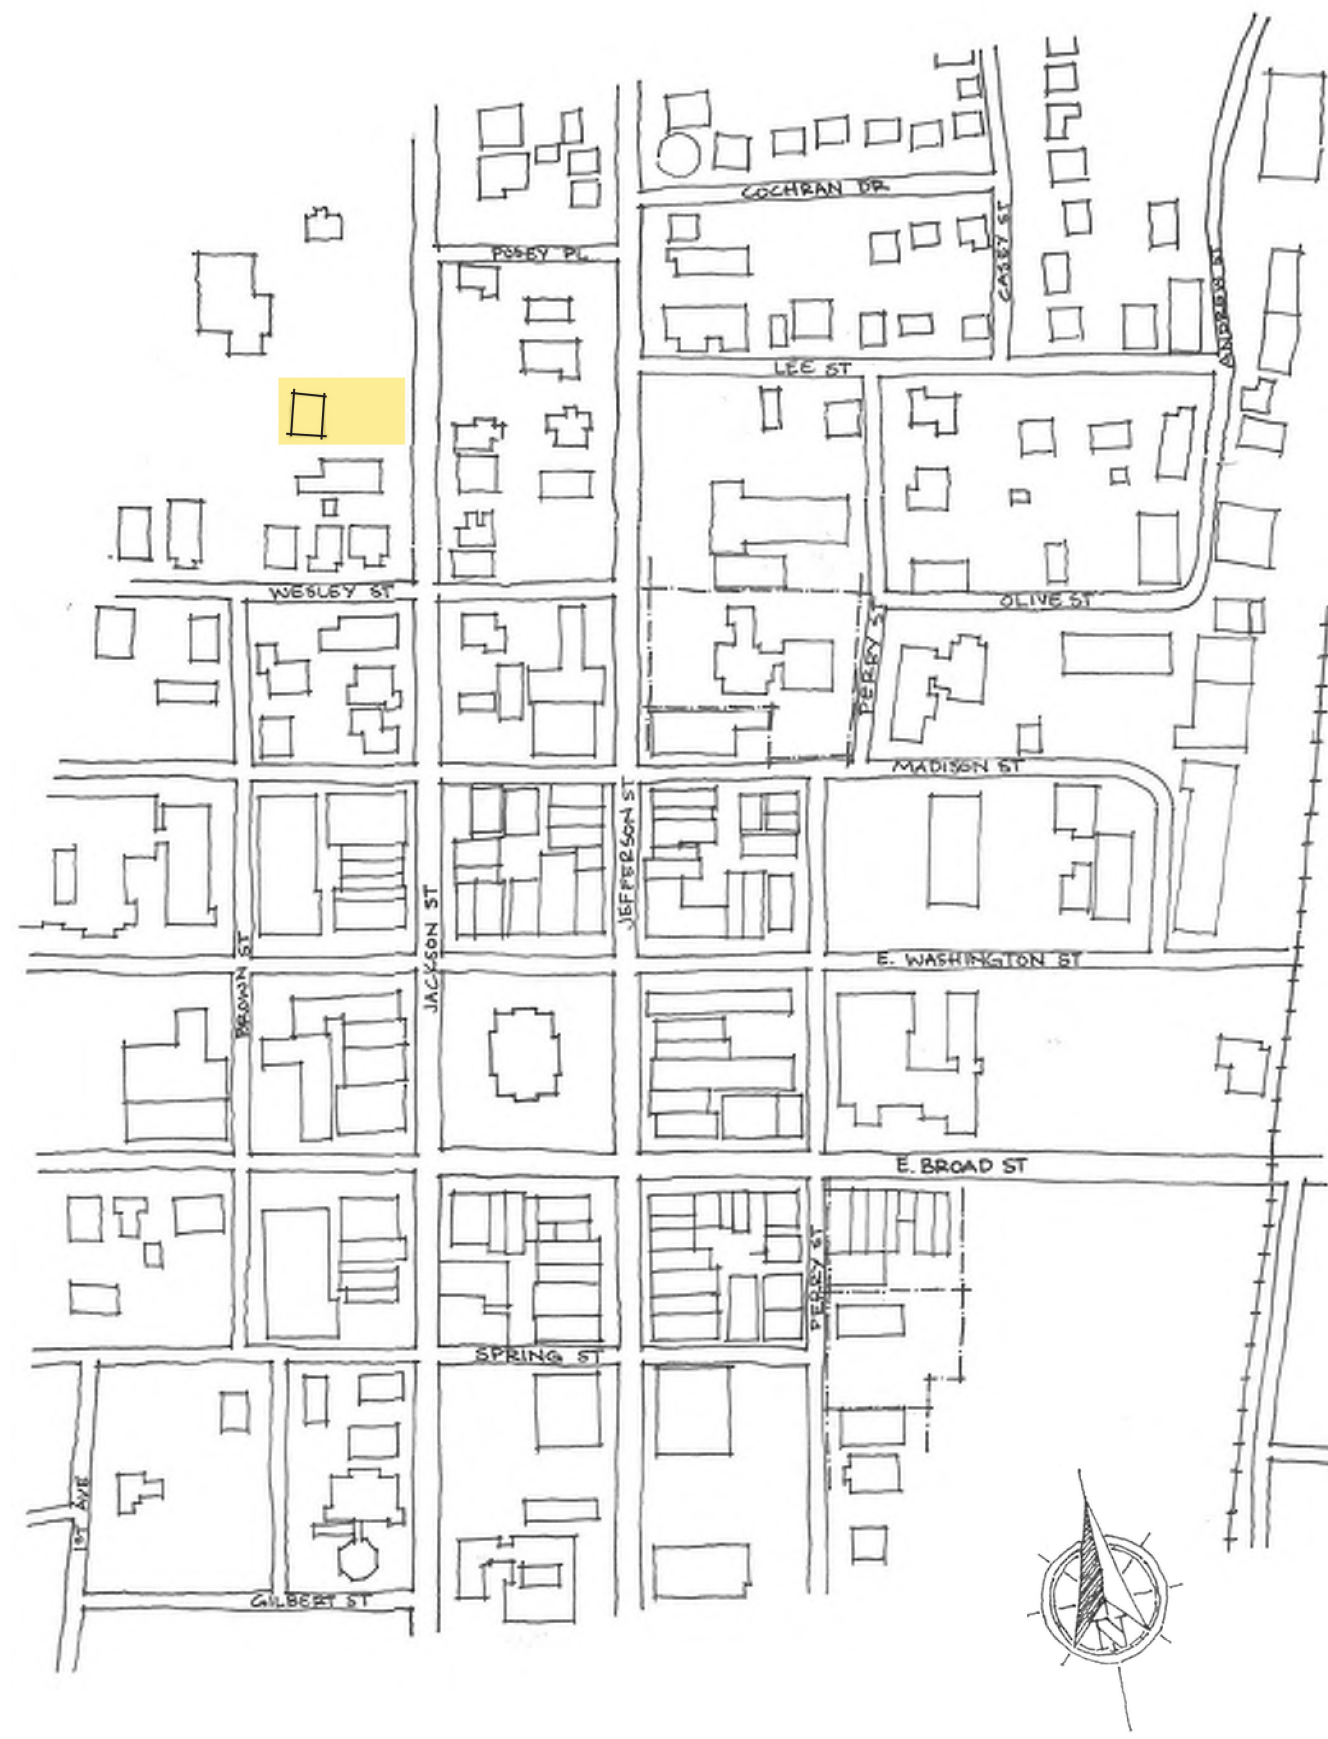 COCHRAN DR
POSEY PL
CASEY ST
ANDREW ST
LEE ST
WESLEY ST
OLIVE ST
PERRY ST
MADISON ST
JEFFERSON ST
JACKSON ST
BROWN ST
E. WASHINGTON ST
E. BROAD ST
PERRY ST
SPRING ST
1ST AVE
GILBERT ST
N